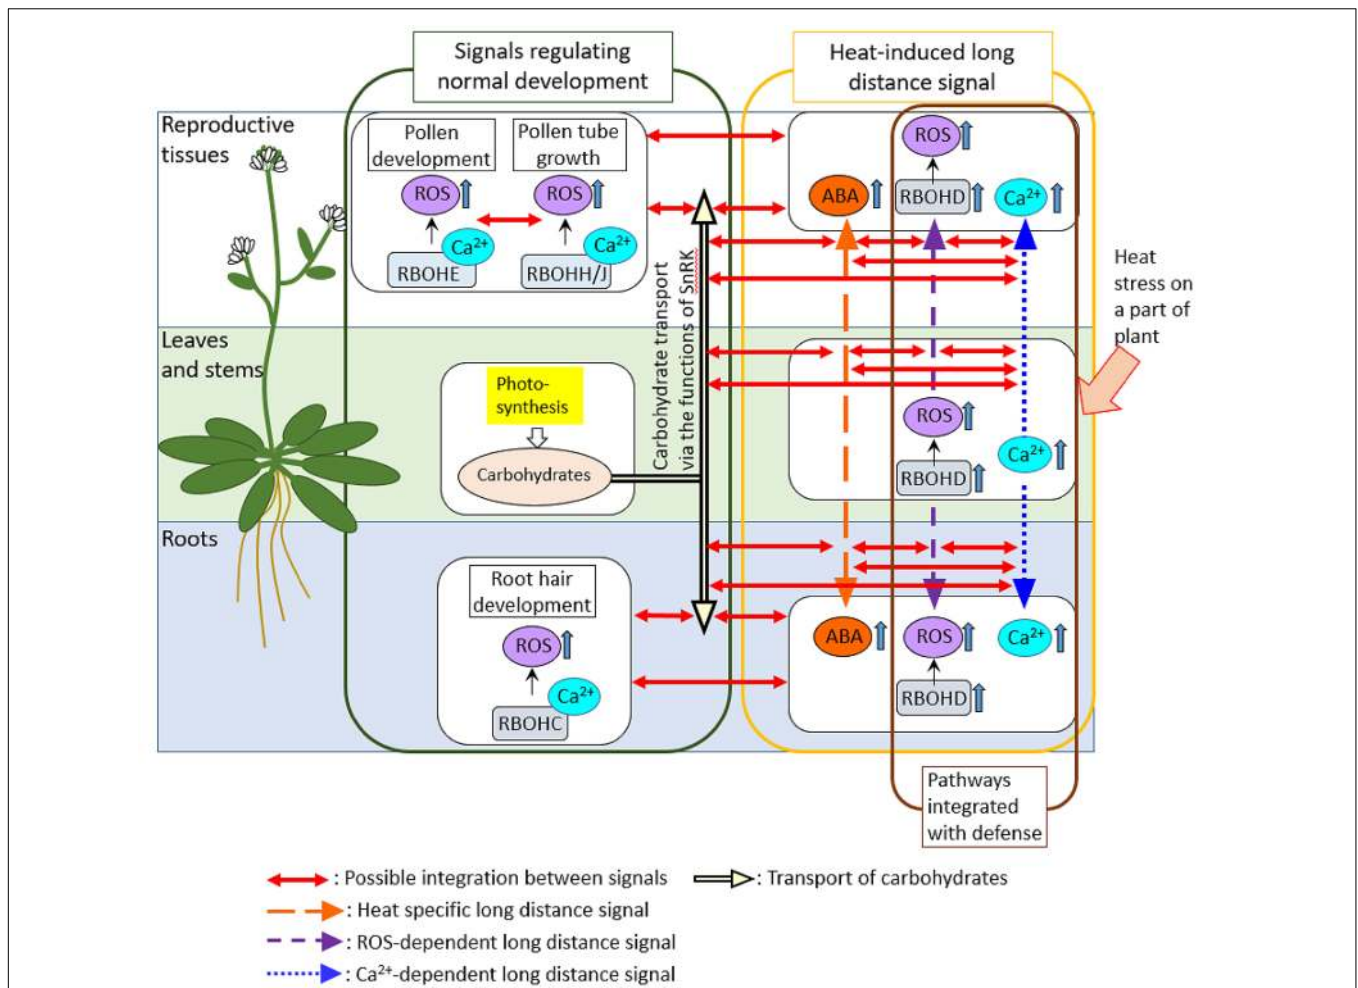 Signals regulating
normal development
Heat-induced long
distance signal
Reproductive
tissues
Pollen
development
Pollen tube
growth
ROS
ROS
Ca²⁺
Ca²⁺
RBOHE
RBOHH/J
ROS
ABA
RBOHD
Ca²⁺
Heat
stress on
a part of
plant
Carbohydrate transport
via the functions of SnRK
Leaves
and stems
Photo-
synthesis
Carbohydrates
ROS
Ca²⁺
RBOHD
Roots
Root hair
development
ROS
Ca²⁺
RBOHC
ABA
ROS
Ca²⁺
RBOHD
Pathways
integrated
with defense
: Possible integration between signals
: Transport of carbohydrates
: Heat specific long distance signal
: ROS-dependent long distance signal
: Ca²⁺-dependent long distance signal